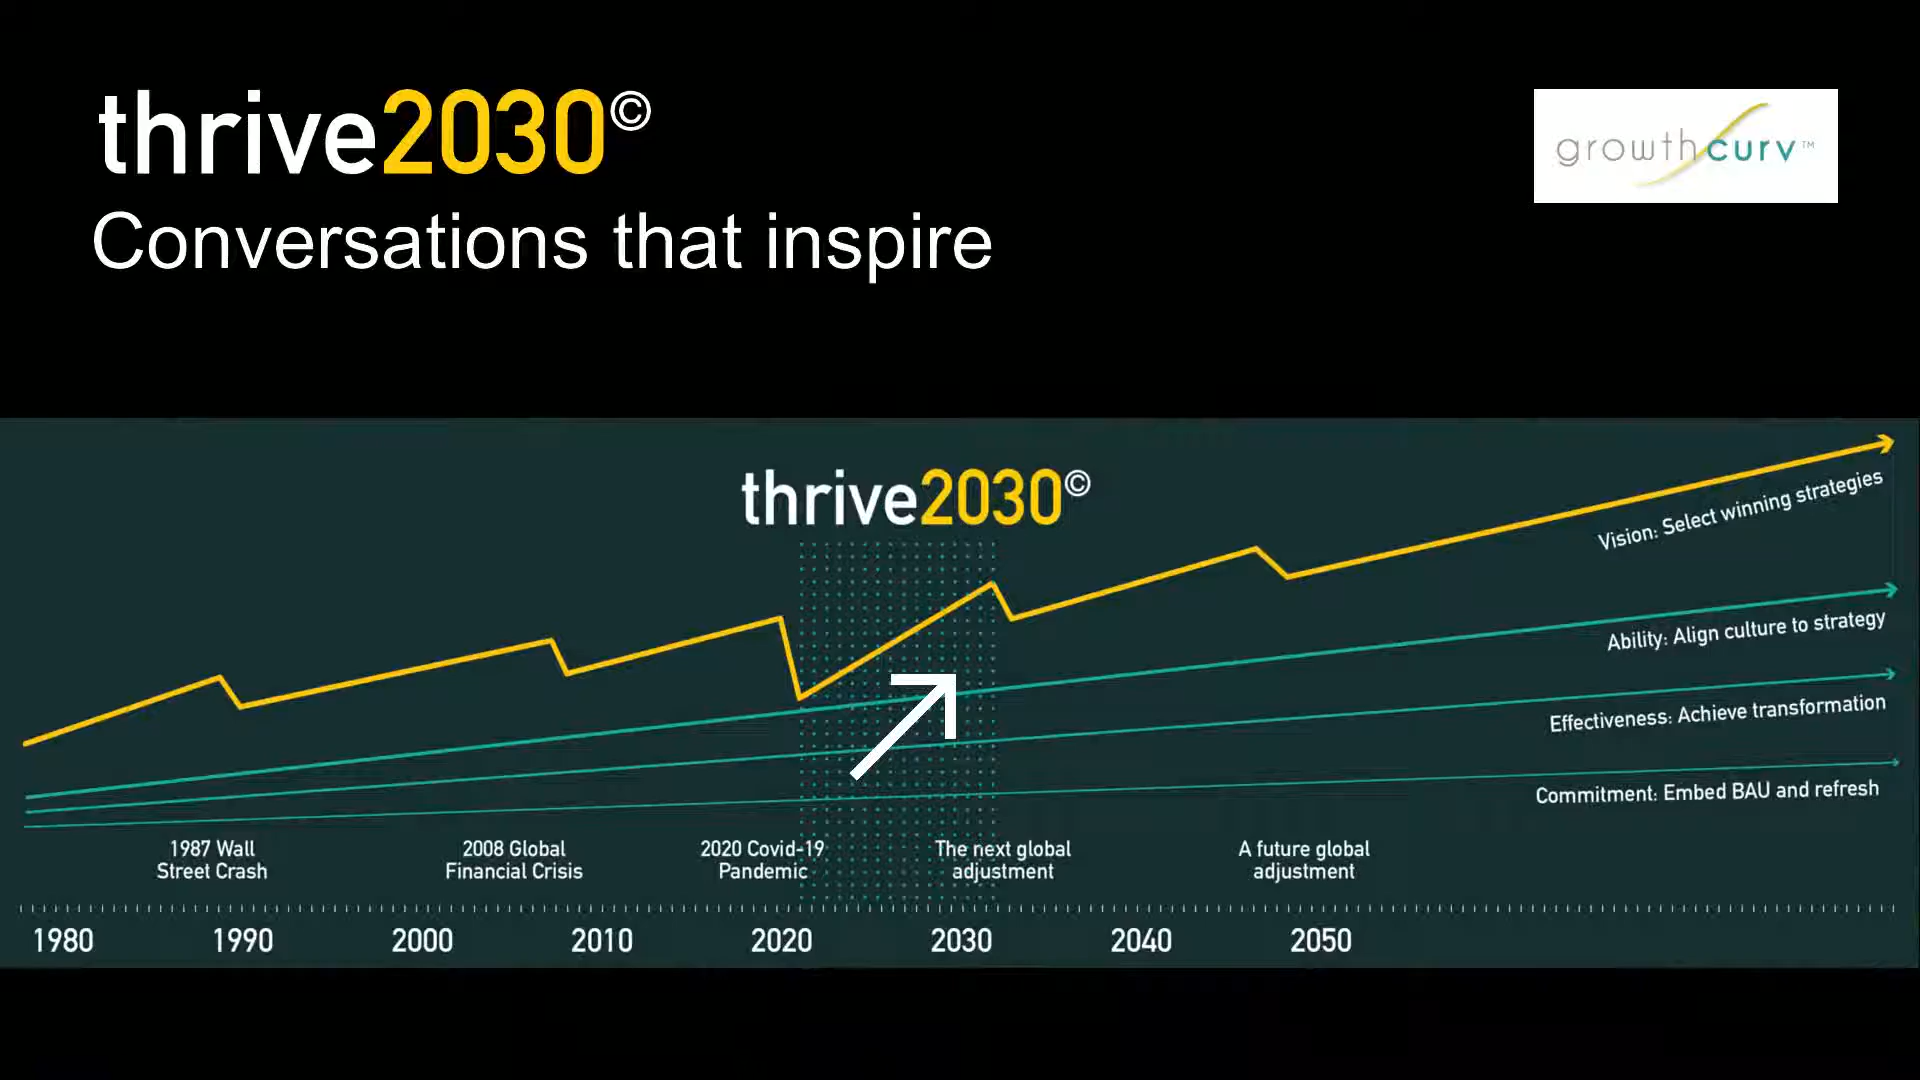 thrive2030©
growthcurv™
Conversations that inspire
thrive2030©
Vision: Select winning strategies
Ability: Align culture to strategy
Effectiveness: Achieve transformation
Commitment: Embed BAU and refresh
1987 Wall
Street Crash
2008 Global
Financial Crisis
2020 Covid-19
Pandemic
The next global
adjustment
A future global
adjustment
1980 1990 2000 2010 2020 2030 2040 2050